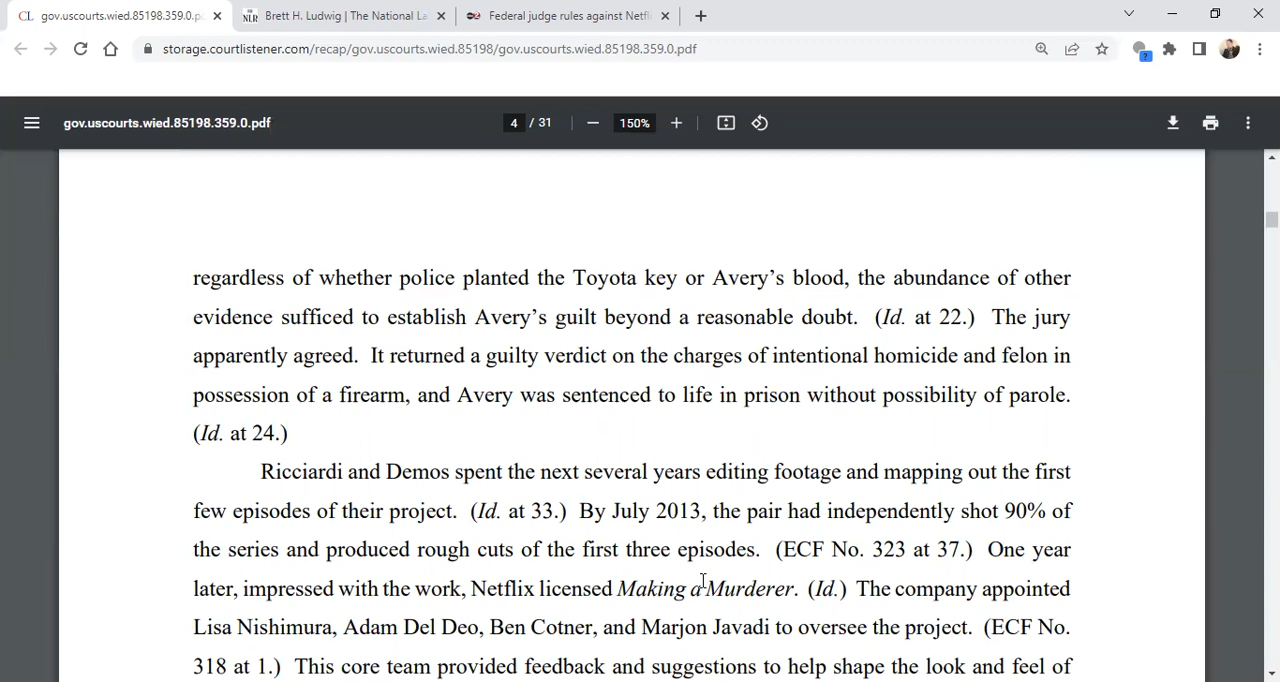 gov.uscourts.wied.85198.359.0.p
Brett H. Ludwig | The National La
Federal judge rules against Netfl
storage.courtlistener.com/recap/gov.uscourts.wied.85198/gov.uscourts.wied.85198.359.0.pdf
gov.uscourts.wied.85198.359.0.pdf
4 / 31
150%
regardless of whether police planted the Toyota key or Avery’s blood, the abundance of other
evidence sufficed to establish Avery’s guilt beyond a reasonable doubt. (Id. at 22.) The jury
apparently agreed. It returned a guilty verdict on the charges of intentional homicide and felon in
possession of a firearm, and Avery was sentenced to life in prison without possibility of parole.
(Id. at 24.)
Ricciardi and Demos spent the next several years editing footage and mapping out the first
few episodes of their project. (Id. at 33.) By July 2013, the pair had independently shot 90% of
the series and produced rough cuts of the first three episodes. (ECF No. 323 at 37.) One year
later, impressed with the work, Netflix licensed Making a Murderer. (Id.) The company appointed
Lisa Nishimura, Adam Del Deo, Ben Cotner, and Marjon Javadi to oversee the project. (ECF No.
318 at 1.) This core team provided feedback and suggestions to help shape the look and feel of